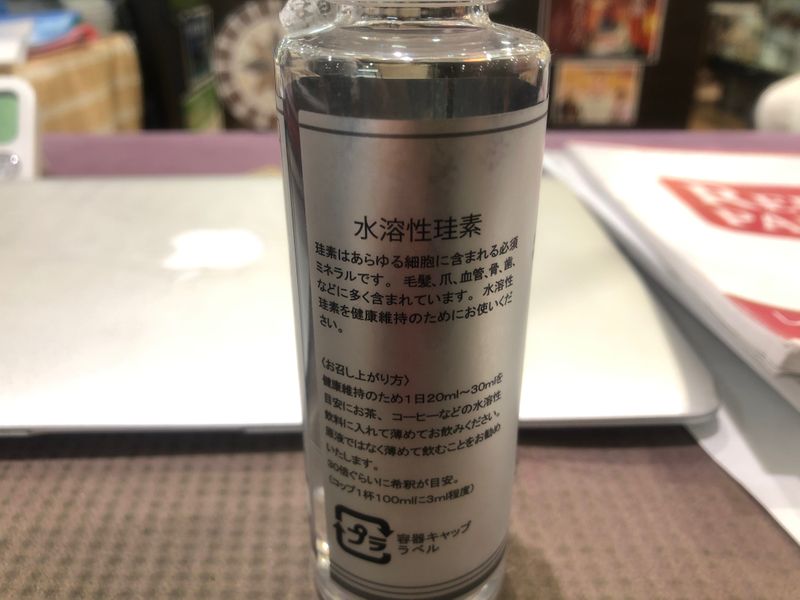 水溶性珪素
珪素はあらゆる細胞に含まれる必須
ミネラルです。毛髪、爪、血管、骨、歯、
などに多く含まれています。水溶性
珪素を健康維持のためにお使いくだ
さい。
〈お召し上がり方〉
健康維持のため1日20ml～30mlを
目安にお茶、コーヒーなどの水溶性
飲料に入れて薄めてお飲みください。
原液ではなく薄めて飲むことをお勧め
いたします。
30倍ぐらいに希釈が目安。
(コップ1杯100mlに3ml程度)
プラ
容器キャップ
ラベル